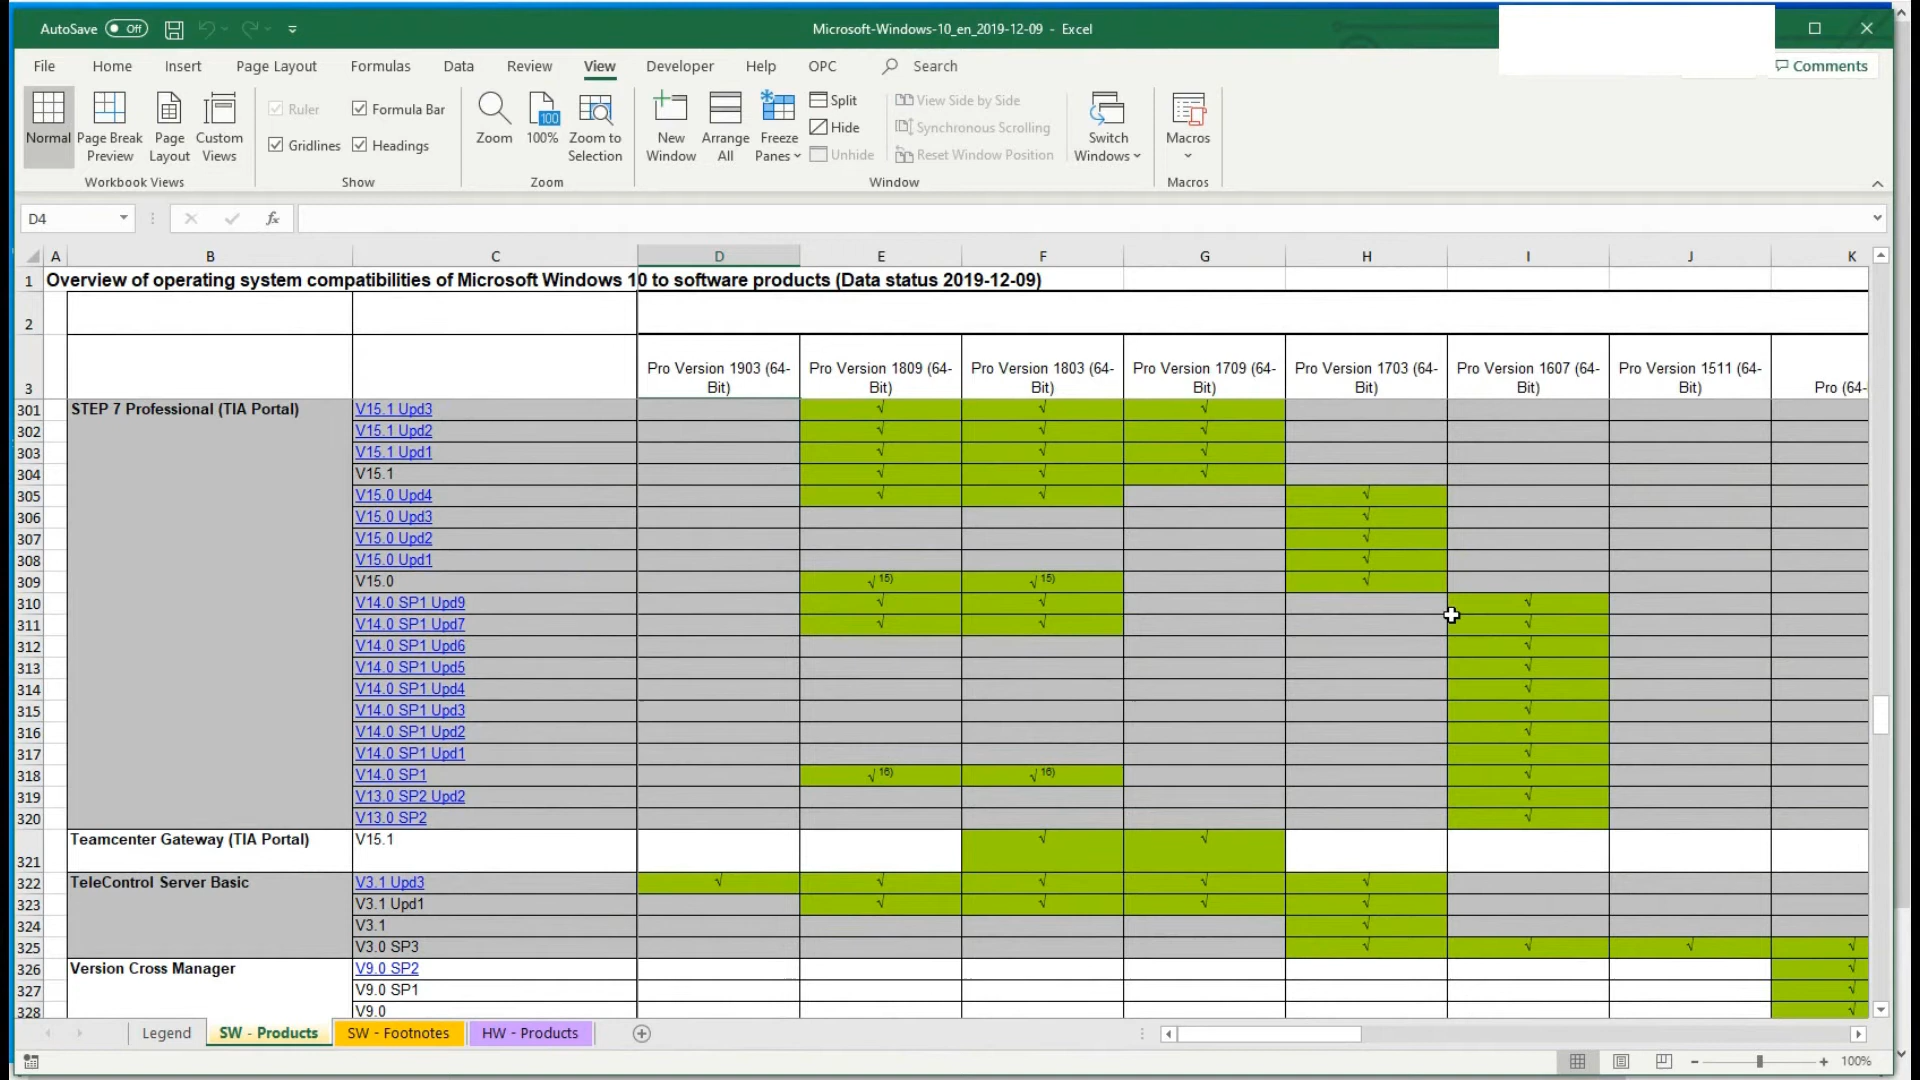 AutoSave Off Microsoft-Windows-10_en_2019-12-09 - Excel
File Home Insert Page Layout Formulas Data Review View Developer Help OPC Search Comments
Normal Page Break Preview Page Layout Custom Views
Workbook Views
Ruler Formula Bar
Gridlines Headings
Show
Zoom 100% Zoom to Selection
Zoom
New Window Arrange All Freeze Panes
Split View Side by Side
Hide Synchronous Scrolling
Unhide Reset Window Position
Window
Switch Windows
Macros
Macros
D4 fx
A B C D E F G H I J K
1 Overview of operating system compatibilities of Microsoft Windows 10 to software products (Data status 2019-12-09)
2
3 Pro Version 1903 (64-Bit) Pro Version 1809 (64-Bit) Pro Version 1803 (64-Bit) Pro Version 1709 (64-Bit) Pro Version 1703 (64-Bit) Pro Version 1607 (64-Bit) Pro Version 1511 (64-Bit) Pro (64-
301 STEP 7 Professional (TIA Portal) V15.1 Upd3 √ √ √
302 V15.1 Upd2 √ √ √
303 V15.1 Upd1 √ √ √
304 V15.1 √ √ √
305 V15.0 Upd4 √ √ √
306 V15.0 Upd3 √
307 V15.0 Upd2 √
308 V15.0 Upd1 √
309 V15.0 √ 15) √ 15) √
310 V14.0 SP1 Upd9 √ √ √
311 V14.0 SP1 Upd7 √ √ √
312 V14.0 SP1 Upd6 √
313 V14.0 SP1 Upd5 √
314 V14.0 SP1 Upd4 √
315 V14.0 SP1 Upd3 √
316 V14.0 SP1 Upd2 √
317 V14.0 SP1 Upd1 √
318 V14.0 SP1 √ 16) √ 16) √
319 V13.0 SP2 Upd2 √
320 V13.0 SP2 √
321 Teamcenter Gateway (TIA Portal) V15.1 √ √
322 TeleControl Server Basic V3.1 Upd3 √ √ √ √ √
323 V3.1 Upd1 √ √ √ √
324 V3.1 √
325 V3.0 SP3 √ √ √ √
326 Version Cross Manager V9.0 SP2 √
327 V9.0 SP1 √
328 V9.0 √
Legend SW - Products SW - Footnotes HW - Products
100%